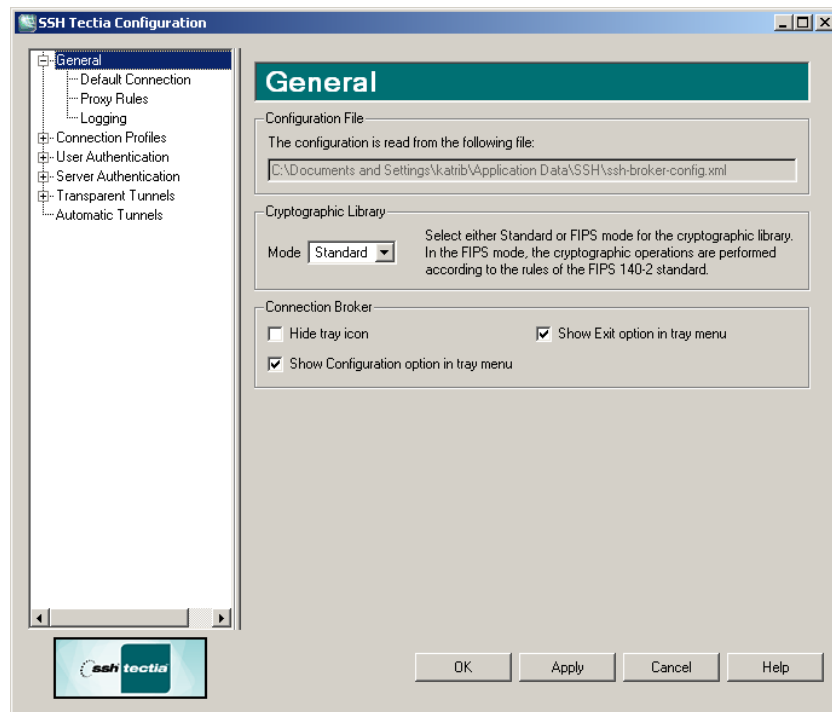 SSH Tectia Configuration
General
Default Connection
Proxy Rules
Logging
Connection Profiles
User Authentication
Server Authentication
Transparent Tunnels
Automatic Tunnels
General
Configuration File
The configuration is read from the following file:
C:\Documents and Settings\katrib\Application Data\SSH\ssh-broker-config.xml
Cryptographic Library
Mode Standard
Select either Standard or FIPS mode for the cryptographic library.
In the FIPS mode, the cryptographic operations are performed
according to the rules of the FIPS 140-2 standard.
Connection Broker
Hide tray icon
Show Exit option in tray menu
Show Configuration option in tray menu
ssh tectia
OK Apply Cancel Help